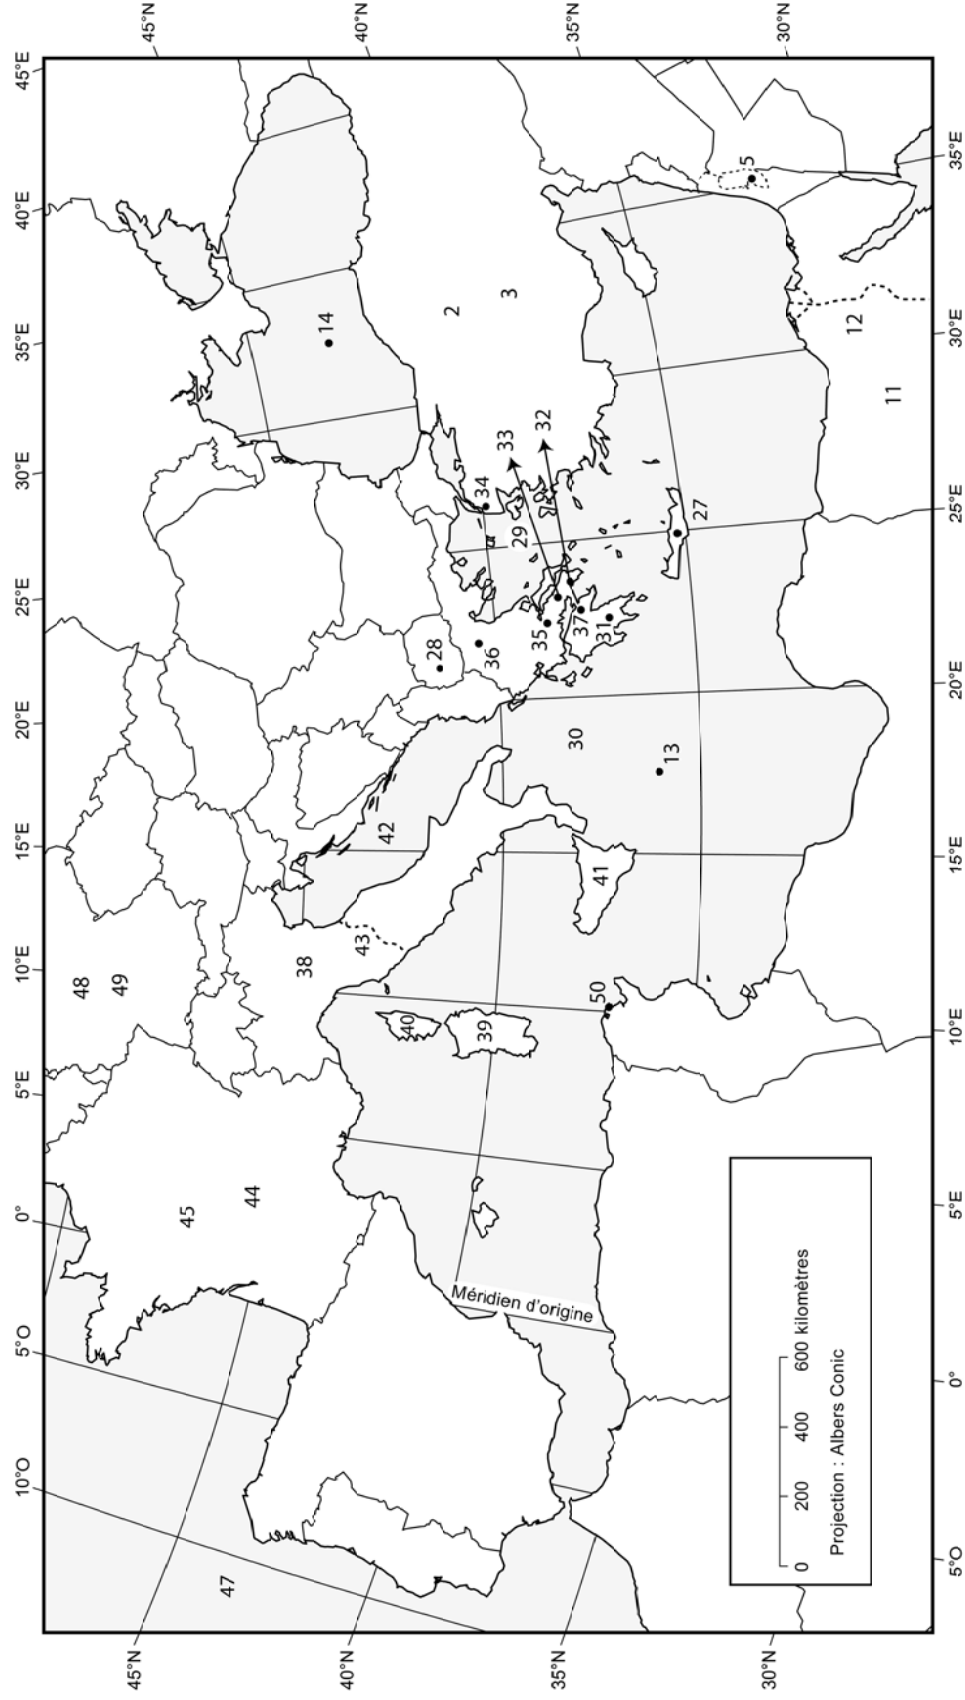 10°O
5°O
0°
5°E
10°E
15°E
20°E
25°E
30°E
35°E
40°E
45°E
45°N
45°N
48
49
45
47
44
38
14
40°N
40°N
43
42
40
28
2
34
39
36
33
3
29
Méridien d'origine
35
32
35°N
35°N
30
37
50
41
31
13
27
5
30°N
30°N
0 200 400 600 kilomètres
Projection : Albers Conic
12
11
5°O
0°
5°E
10°E
15°E
20°E
25°E
30°E
35°E